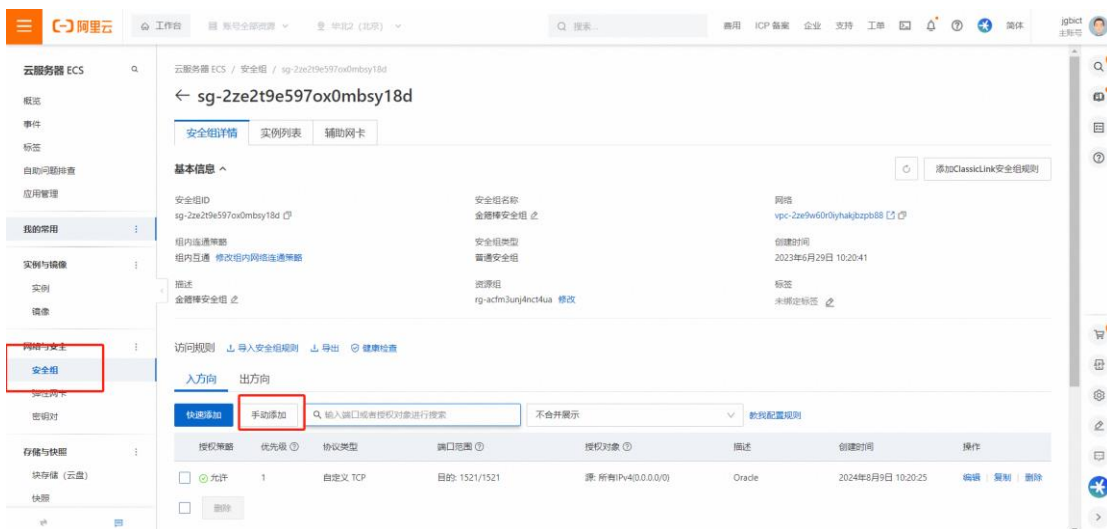 阿里云 工作台 账号全部资源 华北2 (北京) 搜索... 费用 ICP 备案 企业 支持 工单 简体 jgbict
主账号
云服务器 ECS
概览
事件
标签
自助问题排查
应用管理
我的常用
实例与镜像
实例
镜像
网络与安全
安全组
弹性网卡
密钥对
存储与快照
块存储 (云盘)
快照
云服务器 ECS / 安全组 / sg-2ze2t9e597ox0mbsy18d
← sg-2ze2t9e597ox0mbsy18d
安全组详情 实例列表 辅助网卡
基本信息 添加ClassicLink安全组规则
安全组ID 安全组名称 网络
sg-2ze2t9e597ox0mbsy18d 金箍棒安全组 vpc-2ze9w60r0iyhakjbzpb88
组内连通策略 安全组类型 创建时间
组内互通 修改组内网络连通策略 普通安全组 2023年6月29日 10:20:41
描述 资源组 标签
金箍棒安全组 rg-acfm3unj4nct4ua 修改 未绑定标签
访问规则 导入安全组规则 导出 健康检查
入方向 出方向
快速添加 手动添加 输入端口或者授权对象进行搜索 不合并展示 教我配置规则
授权策略 优先级 协议类型 端口范围 授权对象 描述 创建时间 操作
允许 1 自定义 TCP 目的: 1521/1521 源: 所有IPv4(0.0.0.0/0) Oracle 2024年8月9日 10:20:25 编辑 复制 删除
删除